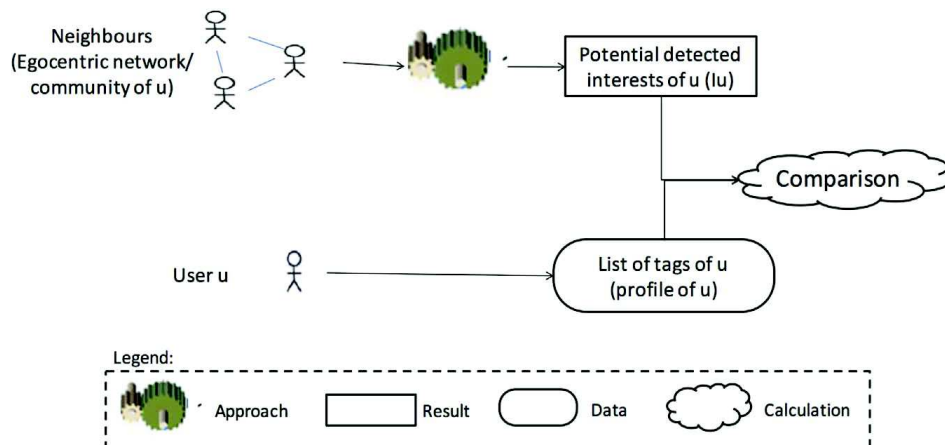 Neighbours
(Egocentric network/
community of u)
Potential detected
interests of u (Iu)
Comparison
User u
List of tags of u
(profile of u)
Legend:
Approach
Result
Data
Calculation